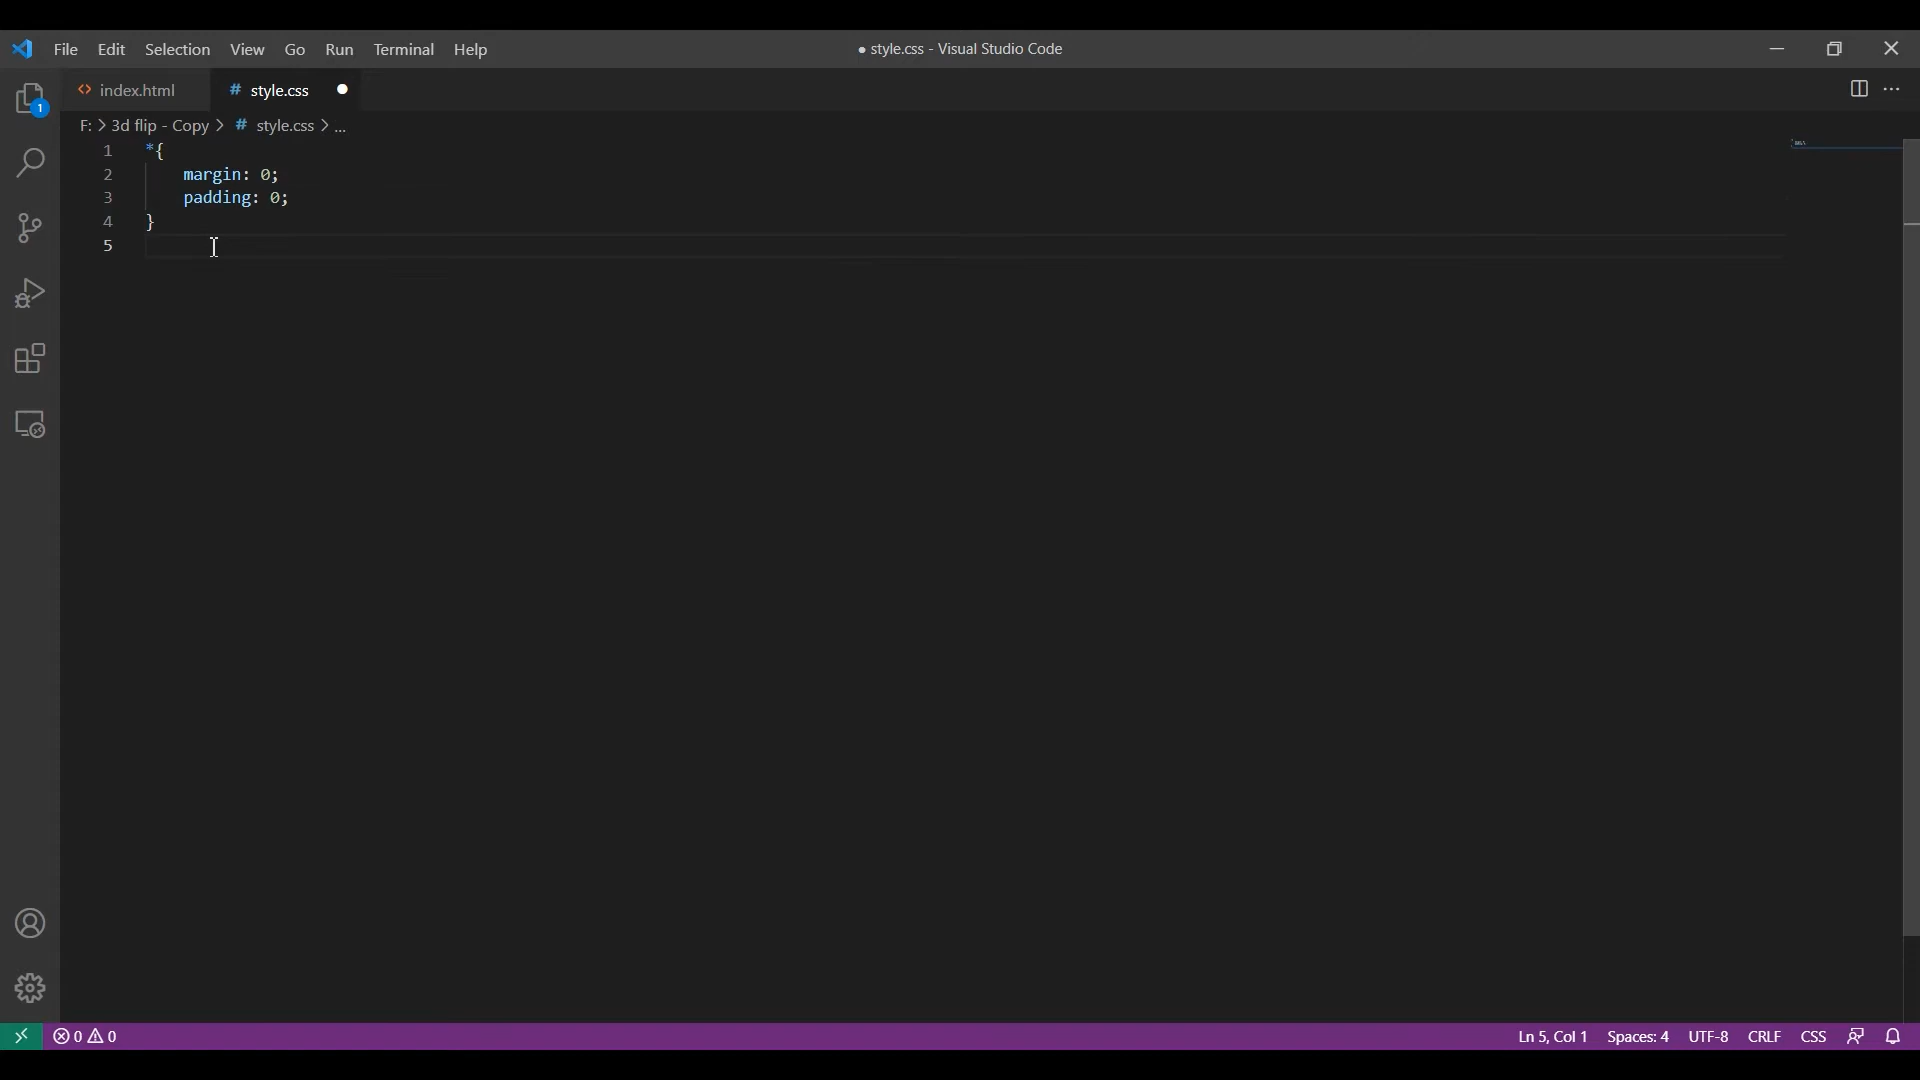 File Edit Selection View Go Run Terminal Help
● style.css - Visual Studio Code
index.html
# style.css
F: > 3d flip - Copy > # style.css > ...
1 *{
2 margin: 0;
3 padding: 0;
4 }
5
1
0 0
Ln 5, Col 1 Spaces: 4 UTF-8 CRLF CSS